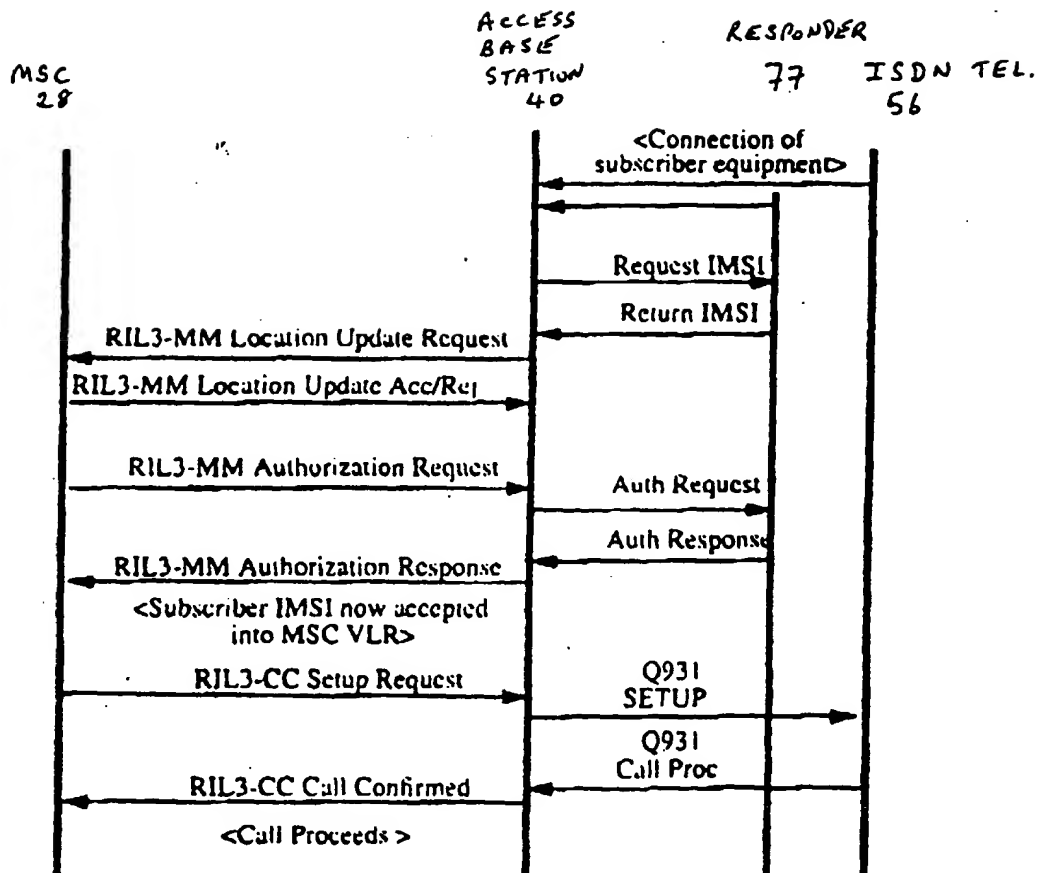 ACCESS
BASE
STATION
40
RESPONDER
77
MSC
28
ISDN TEL.
56
<Connection of
subscriber equipment>
Request IMSI
Return IMSI
RIL3-MM Location Update Request
RIL3-MM Location Update Acc/Rej
RIL3-MM Authorization Request
Auth Request
Auth Response
RIL3-MM Authorization Response
<Subscriber IMSI now accepted
into MSC VLR>
RIL3-CC Setup Request
Q931
SETUP
Q931
Call Proc
RIL3-CC Call Confirmed
<Call Proceeds >